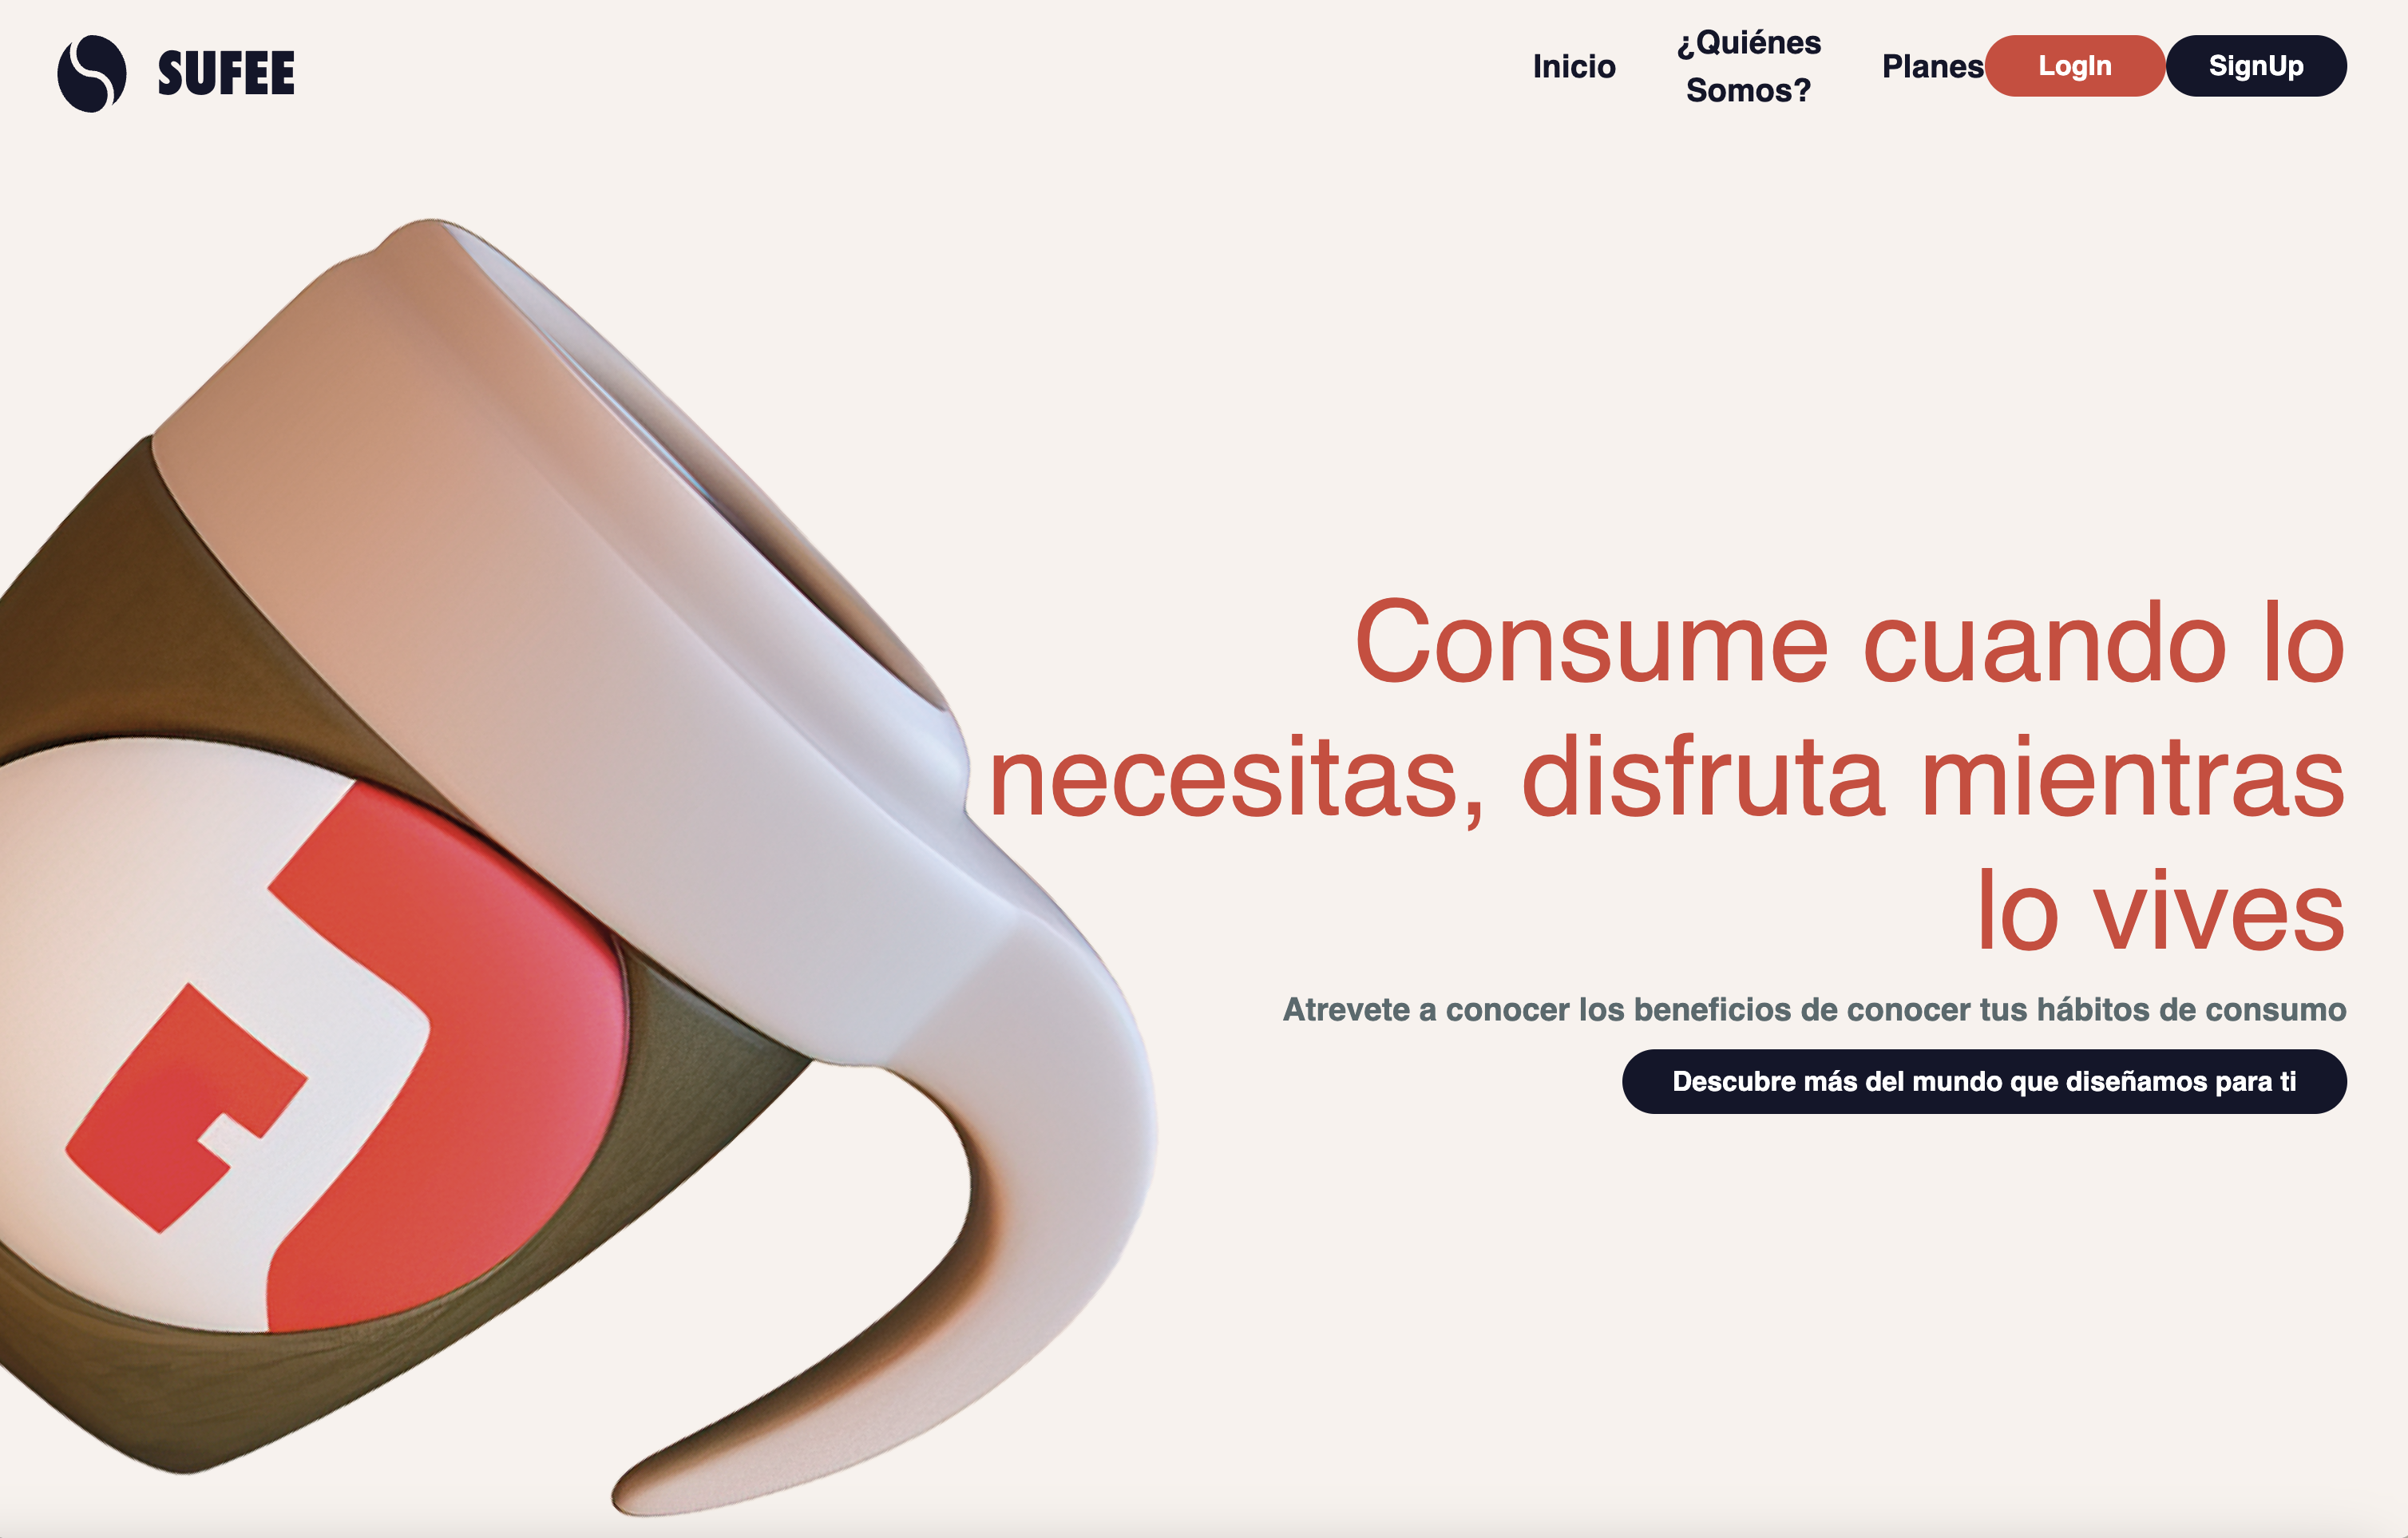 SUFEE
Inicio
¿Quiénes
Somos?
Planes
LogIn
SignUp
Consume cuando lo
necesitas, disfruta mientras
lo vives
Atrevete a conocer los beneficios de conocer tus hábitos de consumo
Descubre más del mundo que diseñamos para ti